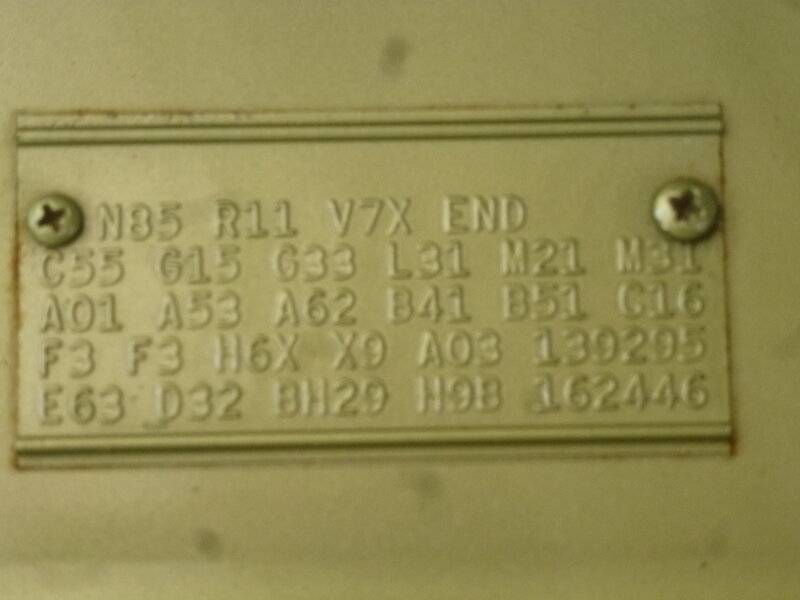 N85 R11 V7X END
C55 G15 G33 L31 M21 M31
A01 A53 A62 B41 B51 C16
F3 F3 H6X X9 A03 139295
E63 D32 BH29 H9B 162446